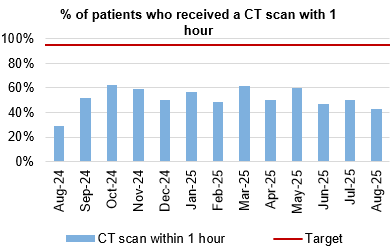 % of patients who received a CT scan with 1
hour
100%
80%
60%
40%
20%
0%
Aug-24
Sep-24
Oct-24
Nov-24
Dec-24
Jan-25
Feb-25
Mar-25
Apr-25
May-25
Jun-25
Jul-25
Aug-25
CT scan within 1 hour
Target